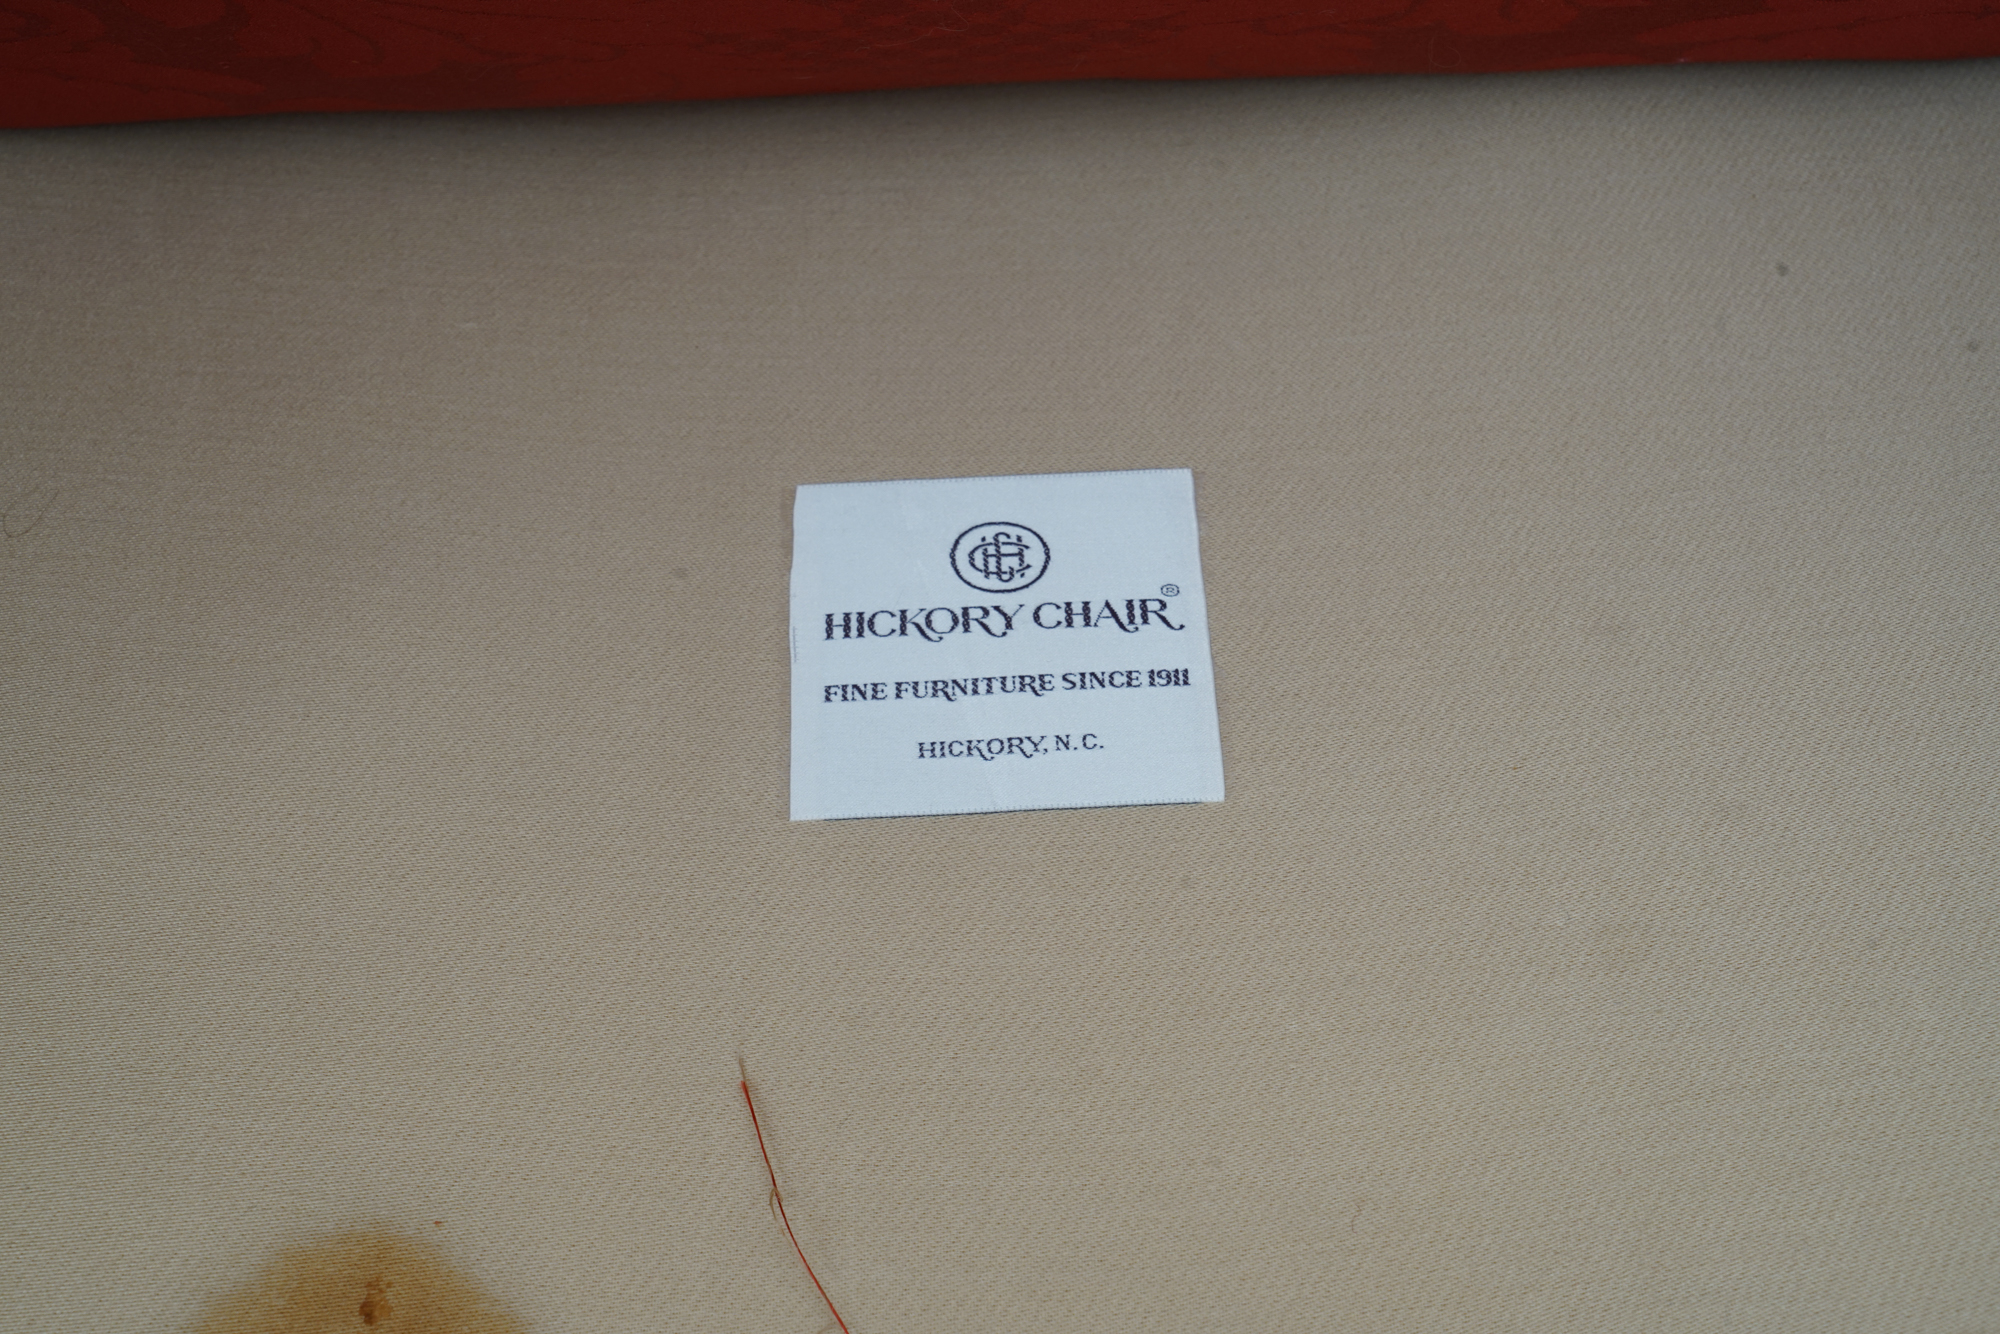 HICKORY CHAIR®
FINE FURNITURE SINCE 1911
HICKORY, N.C.